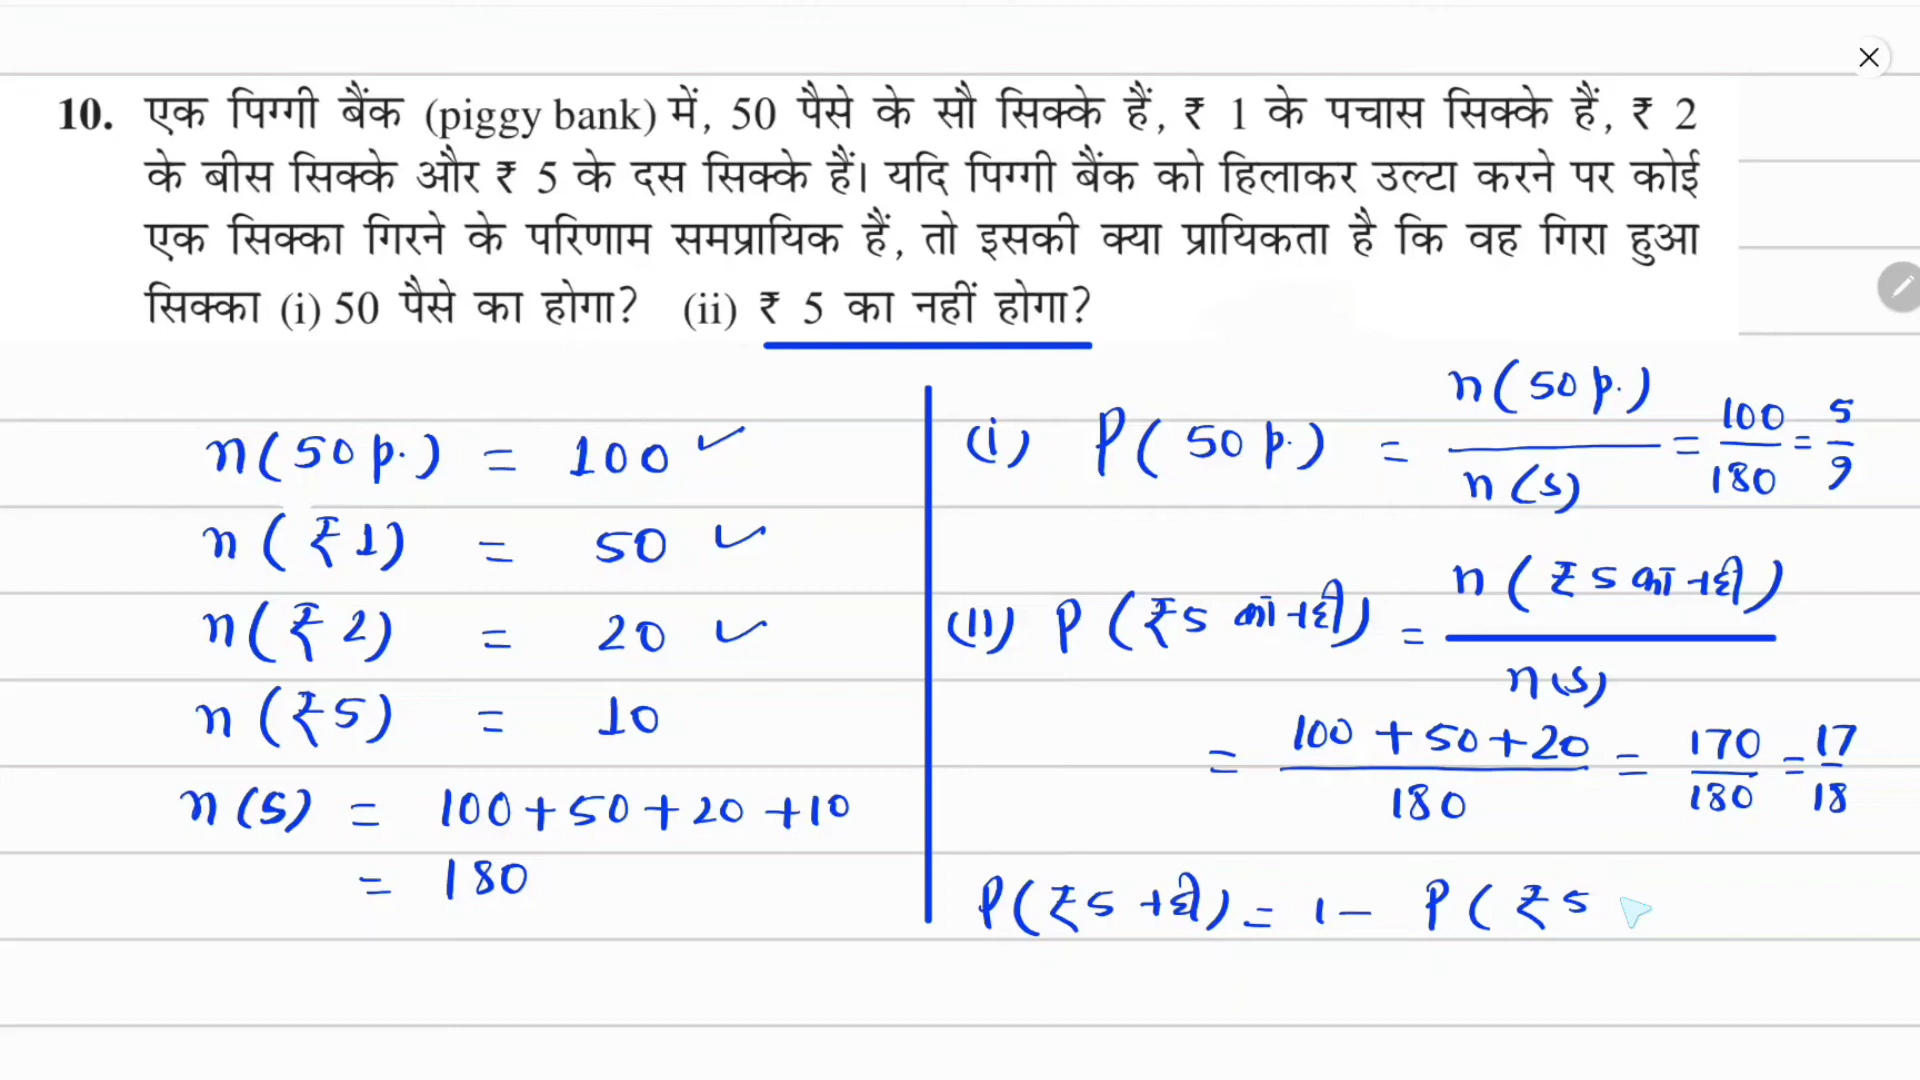 10. एक पिग्गी बैंक (piggy bank) में, 50 पैसे के सौ सिक्के हैं, ₹ 1 के पचास सिक्के हैं, ₹ 2
के बीस सिक्के और ₹ 5 के दस सिक्के हैं। यदि पिग्गी बैंक को हिलाकर उल्टा करने पर कोई
एक सिक्का गिरने के परिणाम समप्रायिक हैं, तो इसकी क्या प्रायिकता है कि वह गिरा हुआ
सिक्का (i) 50 पैसे का होगा? (ii) ₹ 5 का नहीं होगा?
n(50 p.) = 100 ✓
n(₹1) = 50 ✓
n(₹2) = 20 ✓
n(₹5) = 10
n(S) = 100+50+20+10
= 180
(i) P(50 p.) = n(50 p.)/n(S) = 100/180 = 5/9
(ii) P(₹5 का नही) = n(₹5 का नही)/n(S)
= 100+50+20/180 = 170/180 = 17/18
P(₹5 नही) = 1 - P(₹5